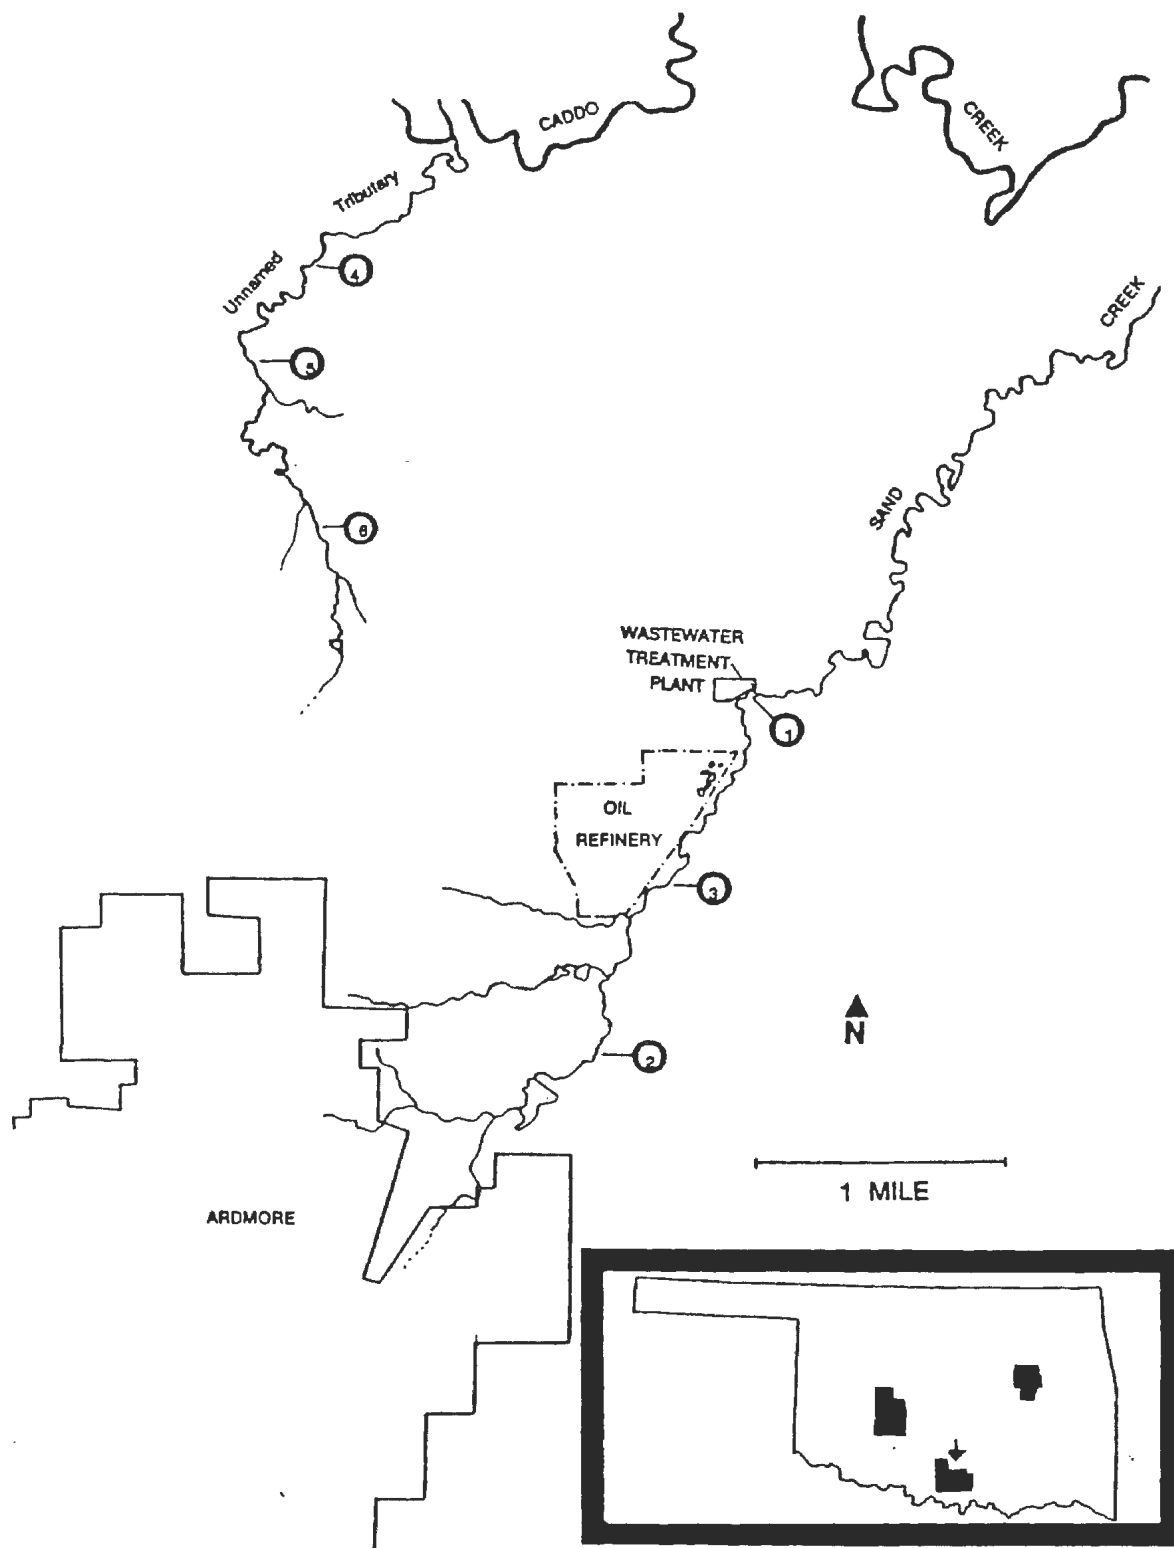 CADDO
CREEK
Tributary
Unnamed
4
CREEK
5
SAND
6
WASTEWATER
TREATMENT
PLANT
1
OIL
REFINERY
3
N
2
1 MILE
ARDMORE